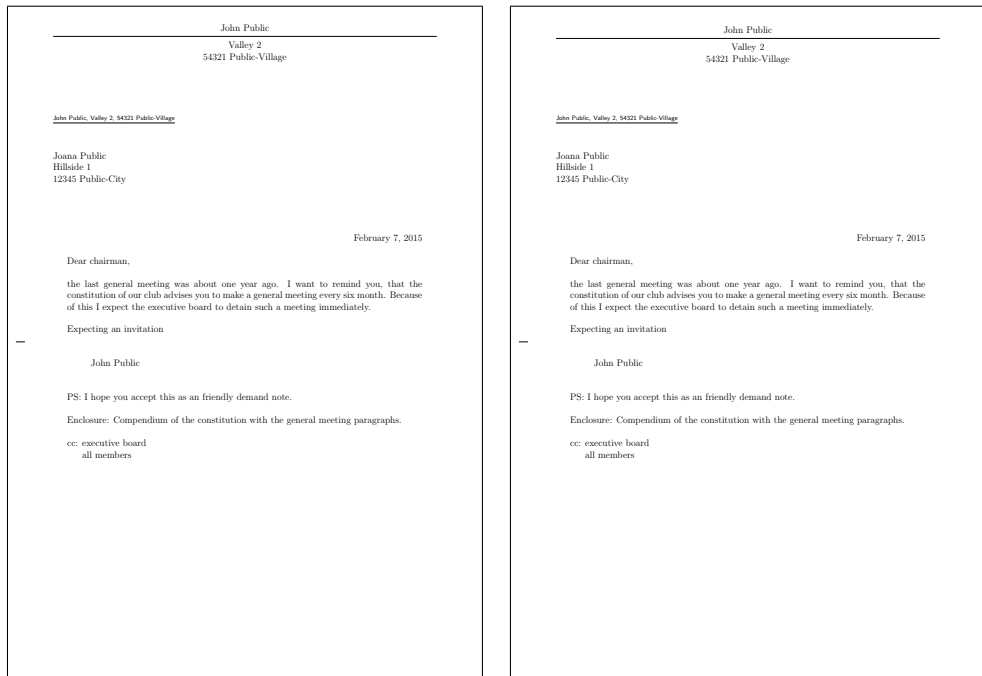 John Public
Valley 2
54321 Public-Village
John Public, Valley 2, 54321 Public-Village
Joana Public
Hillside 1
12345 Public-City
February 7, 2015
Dear chairman,
the last general meeting was about one year ago. I want to remind you, that the
constitution of our club advises you to make a general meeting every six month. Because
of this I expect the executive board to detain such a meeting immediately.
Expecting an invitation
John Public
PS: I hope you accept this as an friendly demand note.
Enclosure: Compendium of the constitution with the general meeting paragraphs.
cc: executive board
all members
John Public
Valley 2
54321 Public-Village
John Public, Valley 2, 54321 Public-Village
Joana Public
Hillside 1
12345 Public-City
February 7, 2015
Dear chairman,
the last general meeting was about one year ago. I want to remind you, that the
constitution of our club advises you to make a general meeting every six month. Because
of this I expect the executive board to detain such a meeting immediately.
Expecting an invitation
John Public
PS: I hope you accept this as an friendly demand note.
Enclosure: Compendium of the constitution with the general meeting paragraphs.
cc: executive board
all members